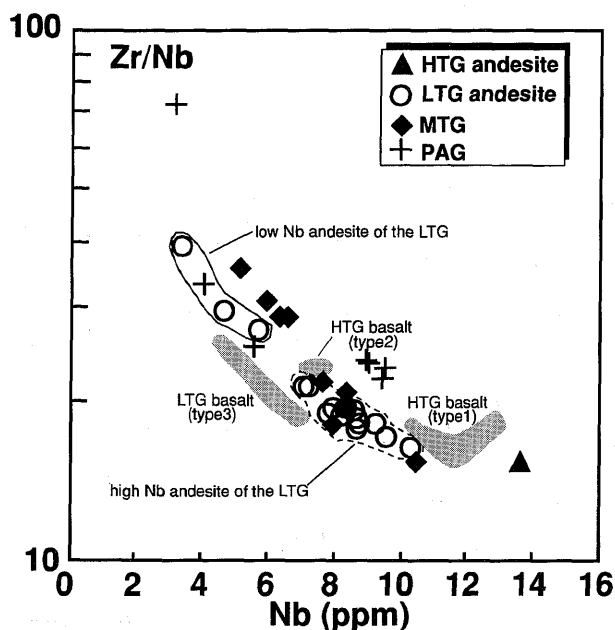 100
Zr/Nb
HTG andesite
LTG andesite
MTG
PAG
low Nb andesite of the LTG
HTG basalt
(type2)
LTG basalt
(type3)
HTG basalt
(type1)
high Nb andesite of the LTG
10
0 2 4 6 8 10 12 14 16
Nb (ppm)